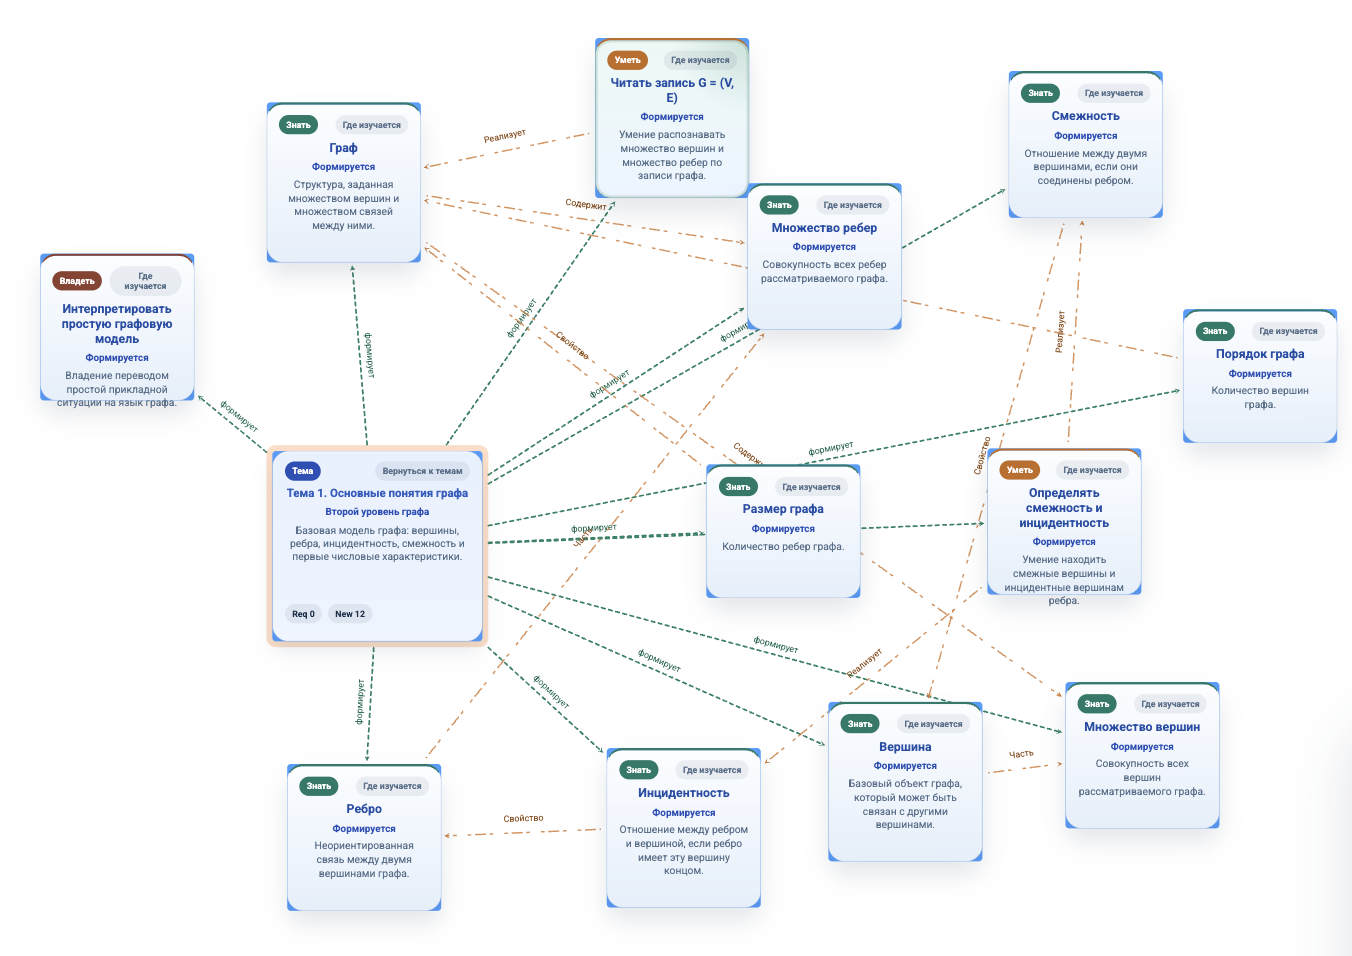 Уметь
Где изучается
Читать запись G = (V,
E)
Формируется
Умение распознавать
множество вершин и
множество ребер по
записи графа.
Знать
Где изучается
Смежность
Формируется
Отношение между двумя
вершинами, если они
соединены ребром.
Знать
Где изучается
Граф
Формируется
Структура, заданная
множеством вершин и
множеством связей
между ними.
Реализует
Содержит
Знать
Где изучается
Множество ребер
Формируется
Совокупность всех ребер
рассматриваемого графа.
Владеть
Где
изучается
Интерпретировать
простую графовую
модель
Формируется
Владение переводом
простой прикладной
ситуации на язык графа.
Знать
Где изучается
Порядок графа
Формируется
Количество вершин
графа.
формирует
формирует
Свойство
формирует
Реализует
формирует
формирует
Содерж
формирует
Свойство
Тема
Вернуться к темам
Тема 1. Основные понятия графа
Второй уровень графа
Базовая модель графа: вершины,
ребра, инцидентность, смежность и
первые числовые характеристики.
Req 0
New 12
Знать
Где изучается
Размер графа
Формируется
Количество ребер графа.
Уметь
Где изучается
Определять
смежность и
инцидентность
Формируется
Умение находить
смежные вершины и
инцидентные вершинам
ребра.
формирует
Часть
формирует
формирует
Реализует
формирует
формирует
Знать
Где изучается
Множество вершин
Формируется
Совокупность всех
вершин
рассматриваемого графа.
Знать
Где изучается
Вершина
Формируется
Базовый объект графа,
который может быть
связан с другими
вершинами.
Часть
Знать
Где изучается
Инцидентность
Формируется
Отношение между ребром
и вершиной, если ребро
имеет эту вершину
концом.
Свойство
Знать
Где изучается
Ребро
Формируется
Неориентированная
связь между двумя
вершинами графа.